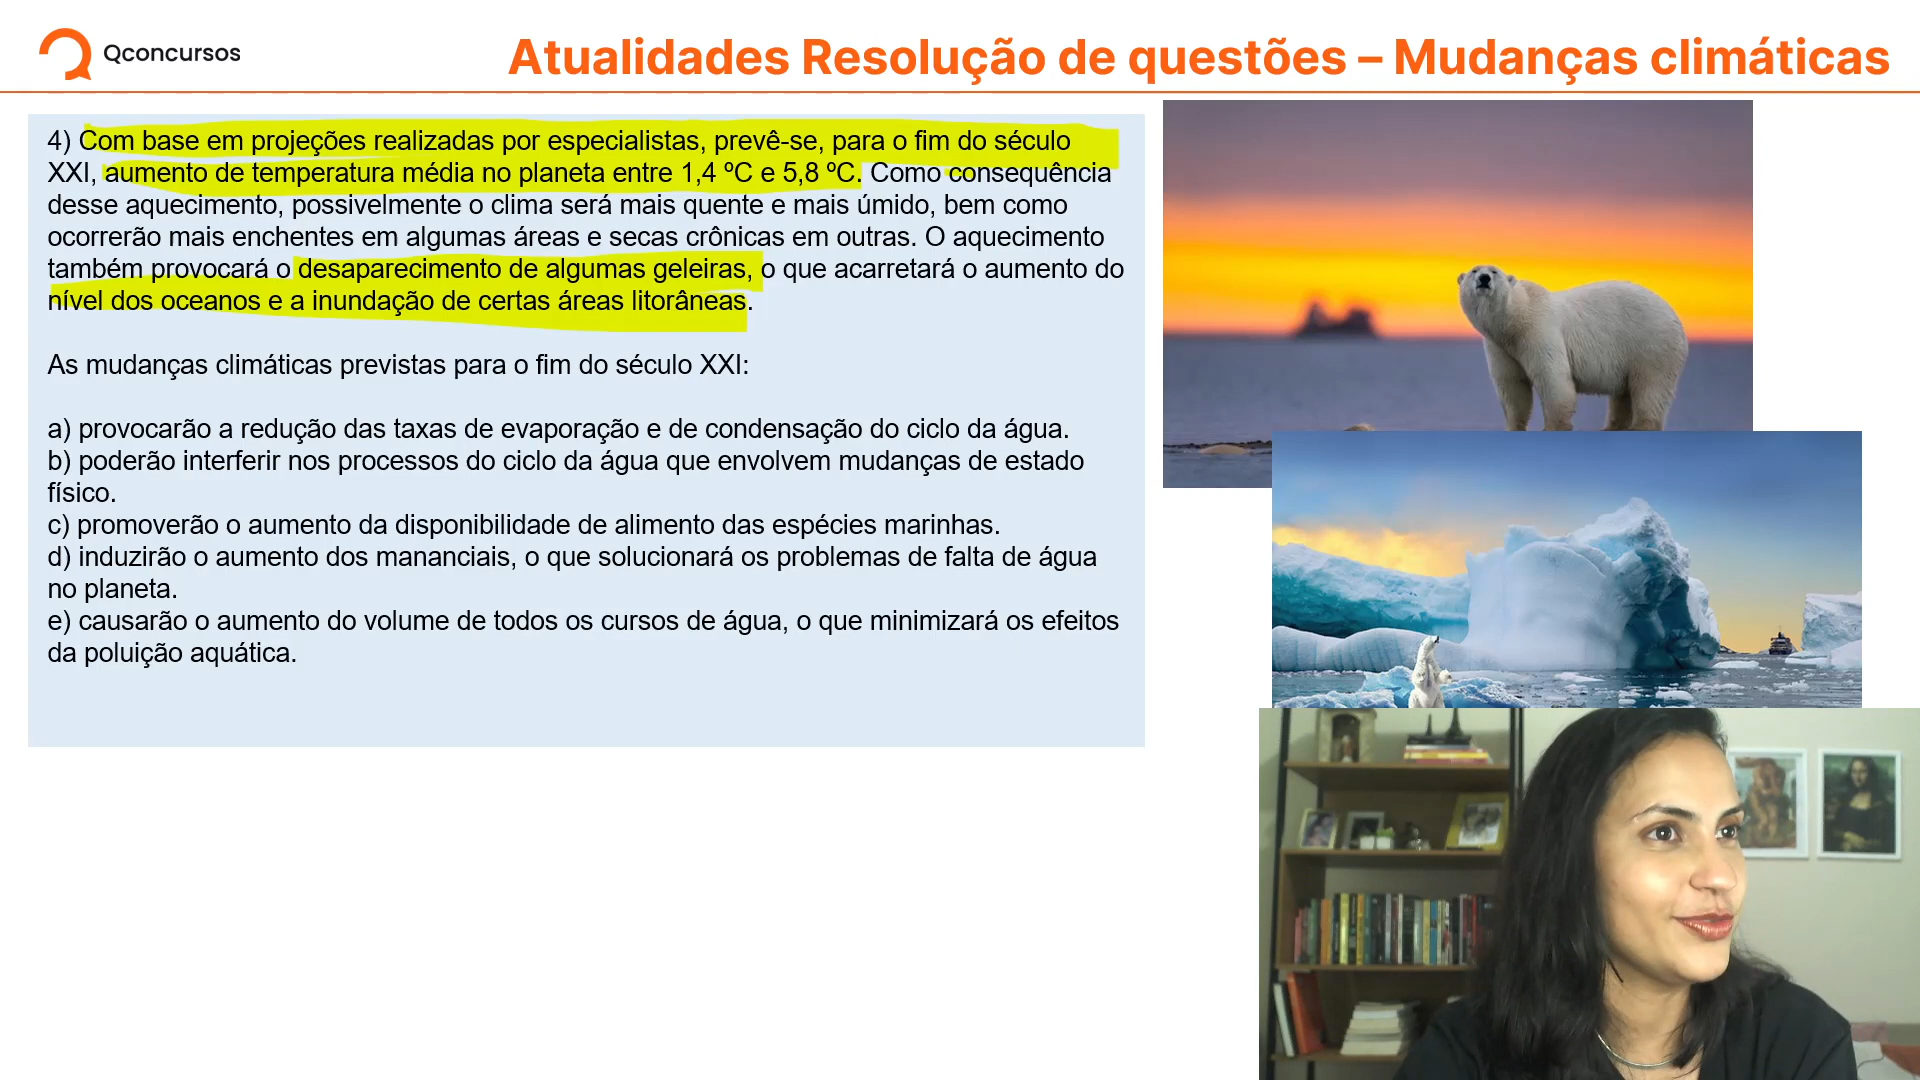 Qconcursos
Atualidades Resolução de questões – Mudanças climáticas
4) Com base em projeções realizadas por especialistas, prevê-se, para o fim do século
XXI, aumento de temperatura média no planeta entre 1,4 ºC e 5,8 ºC. Como consequência
desse aquecimento, possivelmente o clima será mais quente e mais úmido, bem como
ocorrerão mais enchentes em algumas áreas e secas crônicas em outras. O aquecimento
também provocará o desaparecimento de algumas geleiras, o que acarretará o aumento do
nível dos oceanos e a inundação de certas áreas litorâneas.
As mudanças climáticas previstas para o fim do século XXI:
a) provocarão a redução das taxas de evaporação e de condensação do ciclo da água.
b) poderão interferir nos processos do ciclo da água que envolvem mudanças de estado
físico.
c) promoverão o aumento da disponibilidade de alimento das espécies marinhas.
d) induzirão o aumento dos mananciais, o que solucionará os problemas de falta de água
no planeta.
e) causarão o aumento do volume de todos os cursos de água, o que minimizará os efeitos
da poluição aquática.